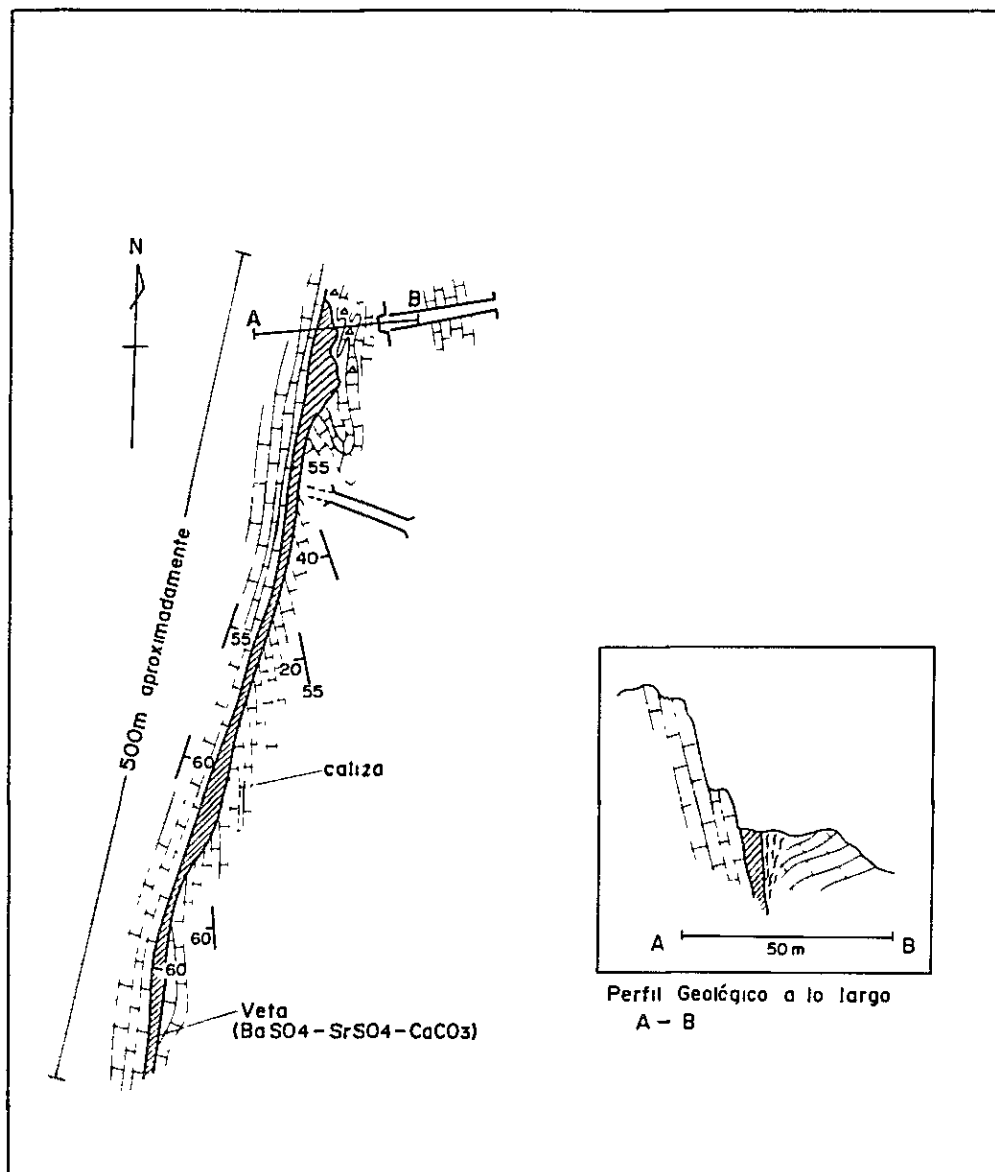 N
A
B
500m aproximadamente
55
40
55
20
55
60
caliza
60
60
Veta
(BaSO4-SrSO4-CaCO3)
A
50m
B
Perfil Geológico a lo largo
A-B